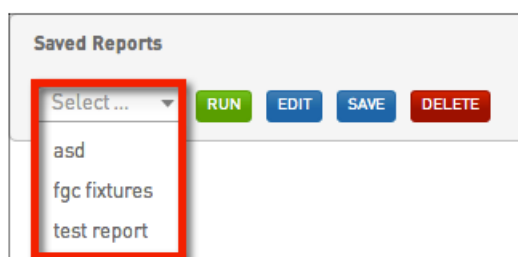 Saved Reports
Select... RUN EDIT SAVE DELETE
asd
fgc fixtures
test report